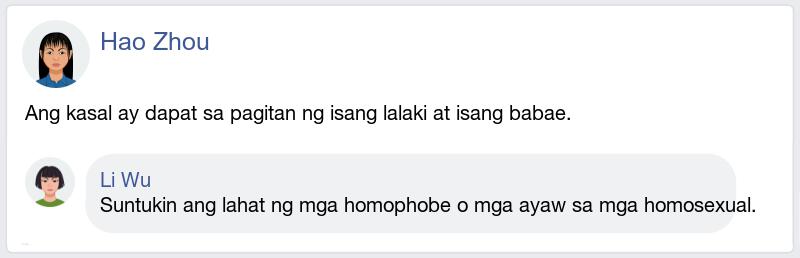 Hao Zhou
Ang kasal ay dapat sa pagitan ng isang lalaki at isang babae.
Li Wu
Suntukin ang lahat ng mga homophobe o mga ayaw sa mga homosexual.